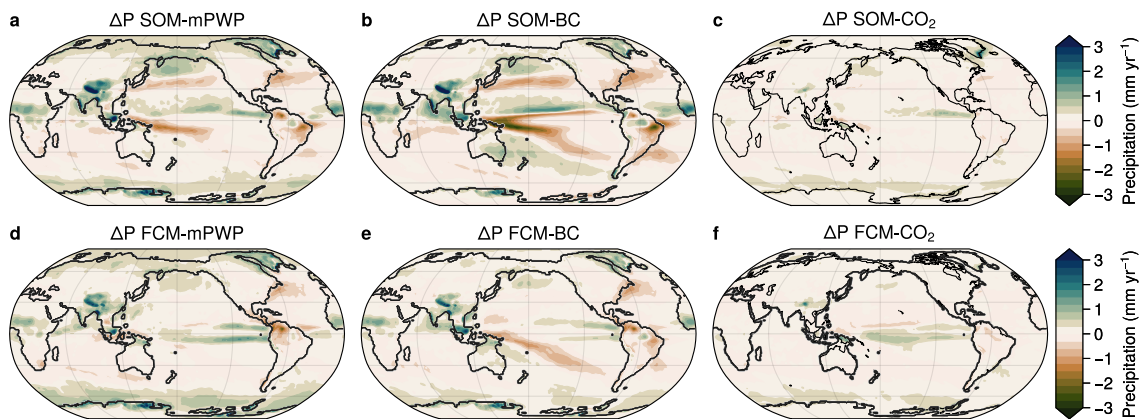 a ΔP SOM-mPWP
b ΔP SOM-BC
c ΔP SOM-CO₂
3
2
1
0
−1
−2
−3
Precipitation (mm yr⁻¹)
d ΔP FCM-mPWP
e ΔP FCM-BC
f ΔP FCM-CO₂
3
2
1
0
−1
−2
−3
Precipitation (mm yr⁻¹)